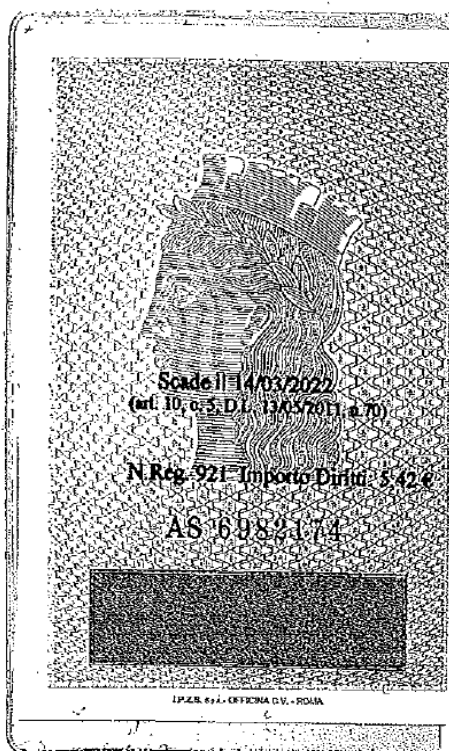 Scade il 14/03/2022
(art. 10, c. 5, D.L. 13/05/2011, n.70)
N.Reg. 921 Importo Diritti: 5.42 €
AS 6982174
I.P.Z.S. S.p.A. - OFFICINA C.V. - ROMA